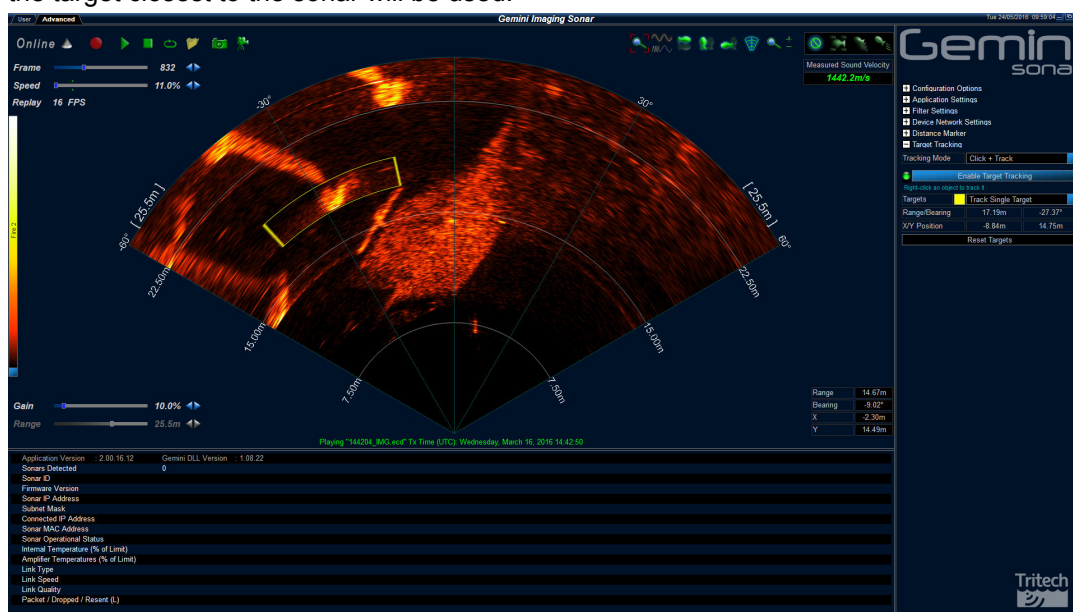 the target closest to the sonar will be used.
User Advanced Gemini Imaging Sonar Tue 24/05/2016 09:59:04
Online
Frame 832
Speed 11.0%
Replay 16 FPS
Measured Sound Velocity
1442.2m/s
Gemini
sona
Configuration Options
Application Settings
Filter Settings
Device Network Settings
Distance Marker
Target Tracking
Tracking Mode Click + Track
Enable Target Tracking
Right-click an object to track it
Targets Track Single Target
Range/Bearing 17.19m -27.37°
X/Y Position -8.84m 14.75m
Reset Targets
Fire 2
-30° 30°
[ 25.5m ] [ 25.5m ]
-60° 60°
22.50m 22.50m
15.00m 15.00m
7.50m 7.50m
Gain 10.0%
Range 25.5m
Range 14.67m
Bearing -9.02°
X -2.30m
Y 14.49m
Playing "144204_IMG.ecd" Tx Time (UTC): Wednesday, March 16, 2016 14:42:50
Application Version : 2.00.16.12 Gemini DLL Version : 1.08.22
Sonars Detected 0
Sonar ID
Firmware Version
Sonar IP Address
Subnet Mask
Connected IP Address
Sonar MAC Address
Sonar Operational Status
Internal Temperature (% of Limit)
Amplifier Temperatures (% of Limit)
Link Type
Link Speed
Link Quality
Packet / Dropped / Resent (L)
Tritech